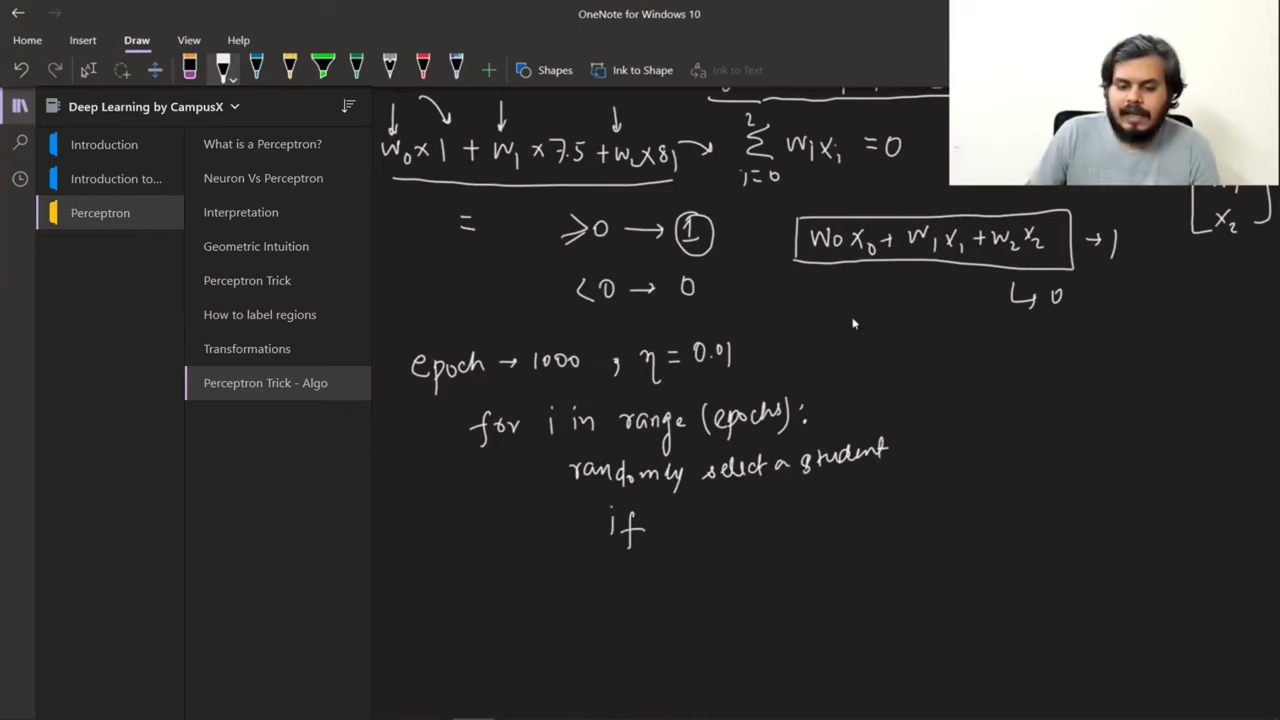 OneNote for Windows 10
Home Insert Draw View Help
Shapes Ink to Shape Ink to Text
Deep Learning by CampusX
Introduction
Introduction to...
Perceptron
What is a Perceptron?
Neuron Vs Perceptron
Interpretation
Geometric Intuition
Perceptron Trick
How to label regions
Transformations
Perceptron Trick - Algo
w₀ x 1 + w₁ x 7.5 + w₂ x 81 → 2 Σ i=0 wᵢxᵢ = 0
= ≥0 → 1
<0 → 0
W₀ x₀ + w₁ x₁ + w₂ x₂ → 1
↳ 0
x₂
epoch → 1000 , η = 0.01
for i in range (epochs):
randomly select a student
if